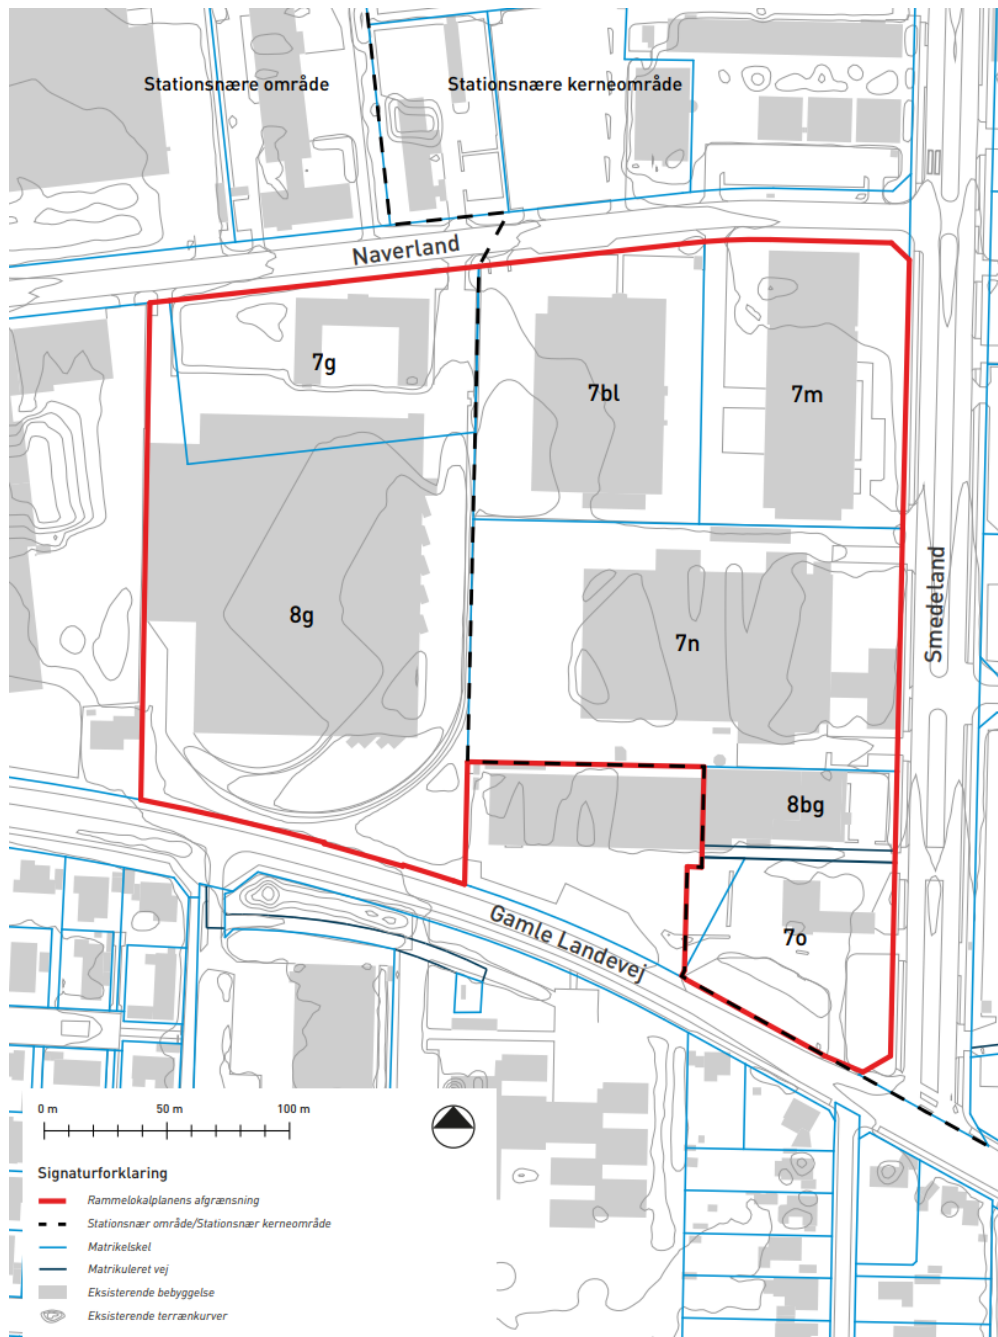 Stationsnære område
Stationsnære kerneområde
Naverland
7g
7bl
7m
8g
7n
Smedeland
8bg
7o
Gamle Landevej
0 m
50 m
100 m
Signaturforklaring
Rammelokalplanens afgrænsning
Stationsnær område/Stationsnær kerneområde
Matrikelskel
Matrikuleret vej
Eksisterende bebyggelse
Eksisterende terrænkurver